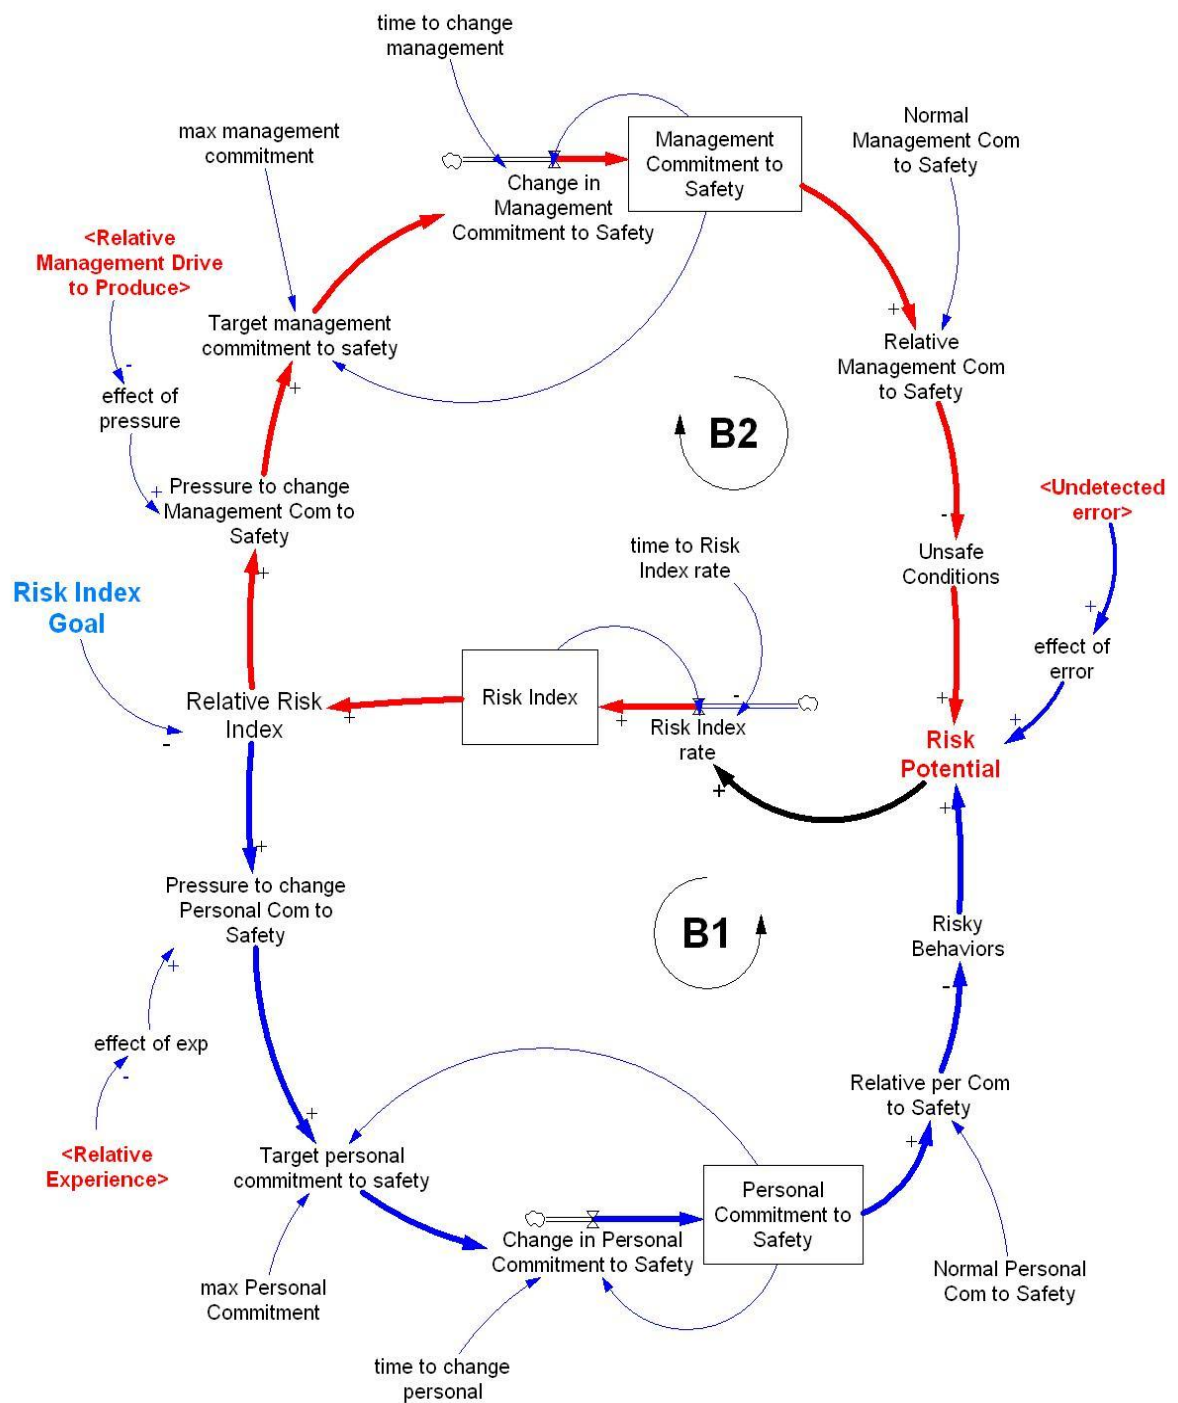 time to change
management
max management
commitment
Management
Commitment to
Safety
Normal
Management Com
to Safety
Change in
Management
Commitment to Safety
<Relative
Management Drive
to Produce>
Target management
commitment to safety
+
Relative
Management Com
to Safety
-
effect of
pressure
+
B2
+
Pressure to change
Management Com to
Safety
<Undetected
error>
-
time to Risk
Index rate
Unsafe
Conditions
+
Risk Index
Goal
+
effect of
error
Relative Risk
Index
Risk Index
-
Risk Index
rate
+
+
+
+
-
Risk
Potential
+
+
+
Pressure to change
Personal Com to
Safety
B1
Risky
Behaviors
+
-
effect of exp
-
Relative per Com
to Safety
+
+
<Relative
Experience>
Target personal
commitment to safety
Personal
Commitment to
Safety
Change in Personal
Commitment to Safety
max Personal
Commitment
Normal Personal
Com to Safety
time to change
personal